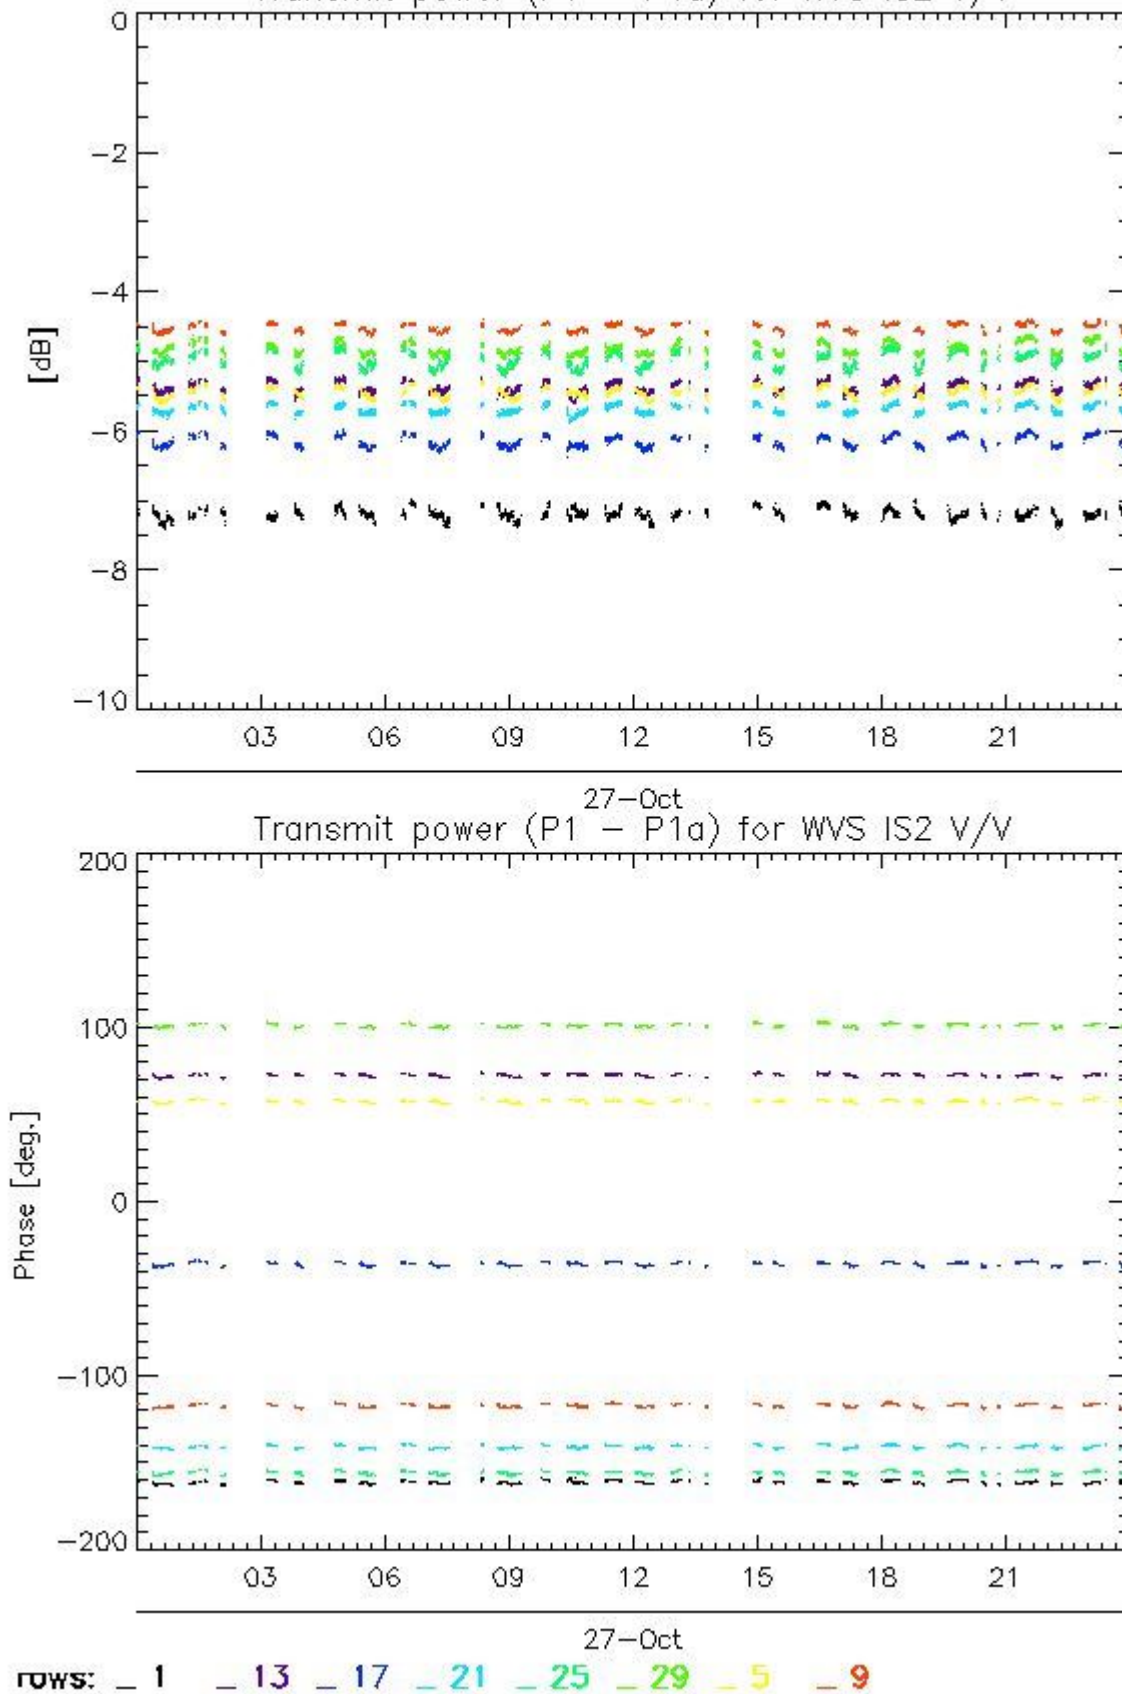 0
−2
−4
[dB]
−6
−8
−10
03 06 09 12 15 18 21
27−Oct
Transmit power (P1 − P1a) for WVS IS2 V/V
200
100
0
Phase [deg.]
−100
−200
03 06 09 12 15 18 21
27−Oct
rows: _ 1 _ 13 _ 17 _ 21 _ 25 _ 29 _ 5 _ 9